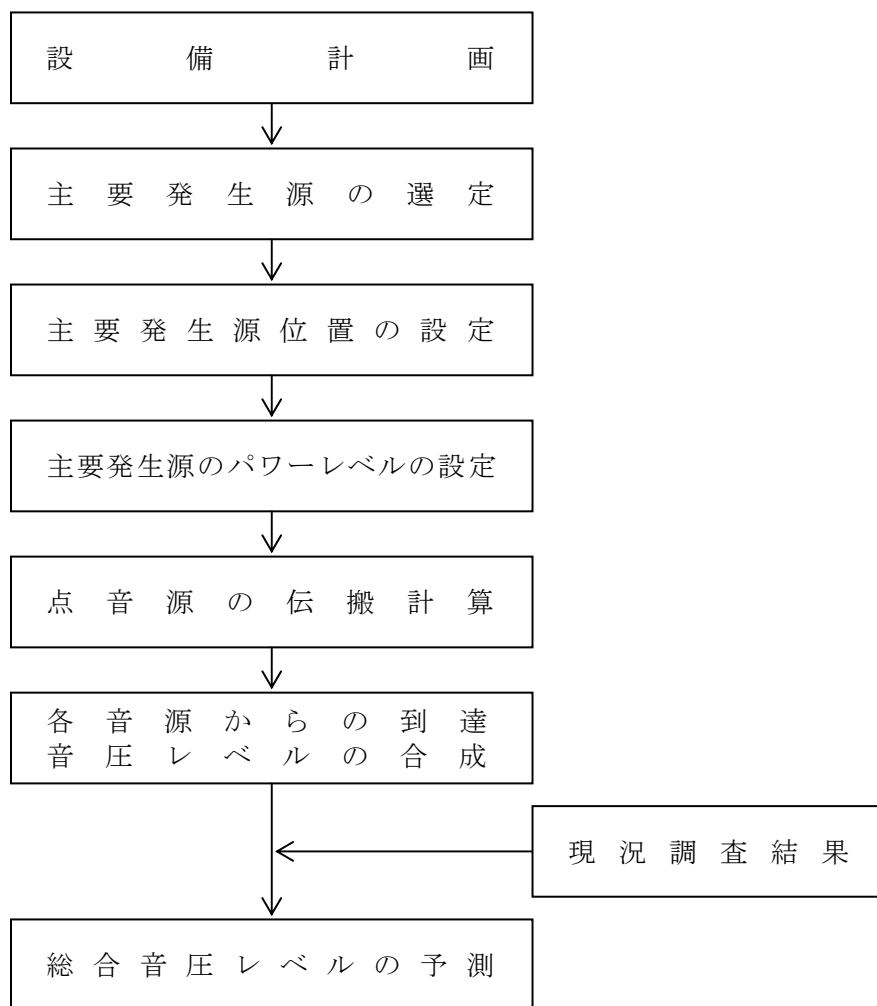 設備計画
主要発生源の選定
主要発生源位置の設定
主要発生源のパワーレベルの設定
点音源の伝搬計算
各音源からの到達
音圧レベルの合成
現況調査結果
総合音圧レベルの予測